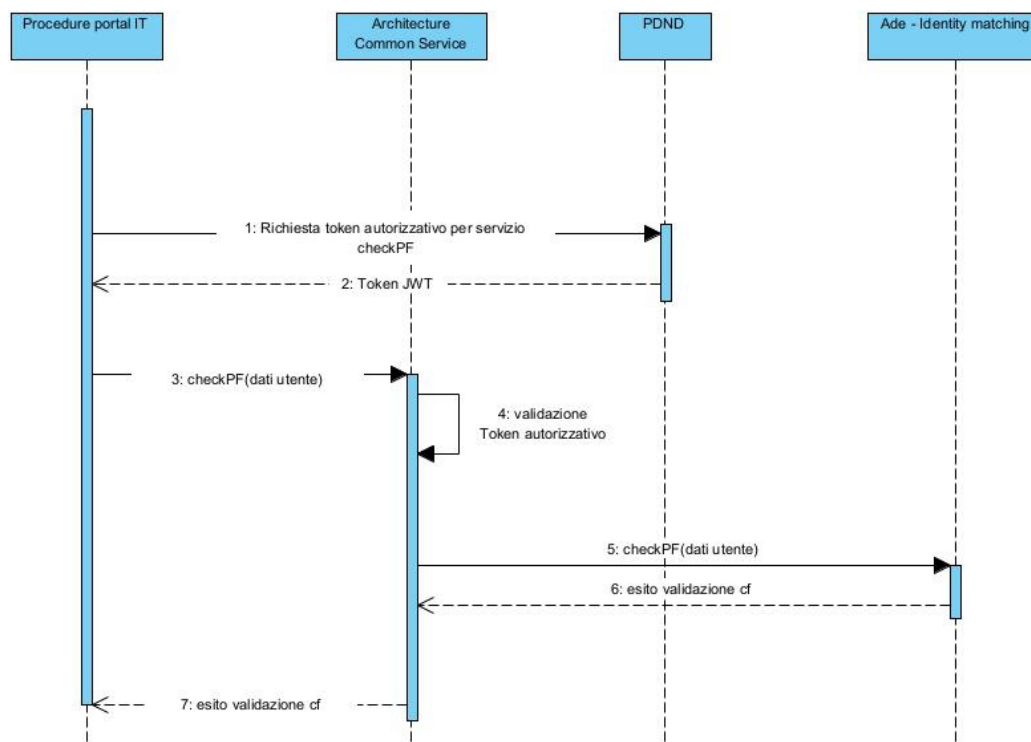 Procedure portal IT
Architecture
Common Service
PDND
Ade - Identity matching
1: Richiesta token autorizzativo per servizio
checkPF
2: Token JWT
3: checkPF(dati utente)
4: validazione
Token autorizzativo
5: checkPF(dati utente)
6: esito validazione cf
7: esito validazione cf